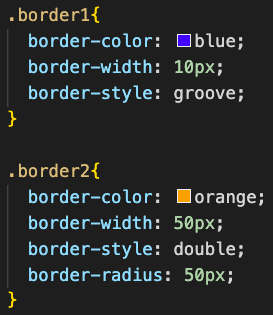 .border1{
border-color: blue;
border-width: 10px;
border-style: groove;
}
.border2{
border-color: orange;
border-width: 50px;
border-style: double;
border-radius: 50px;
}